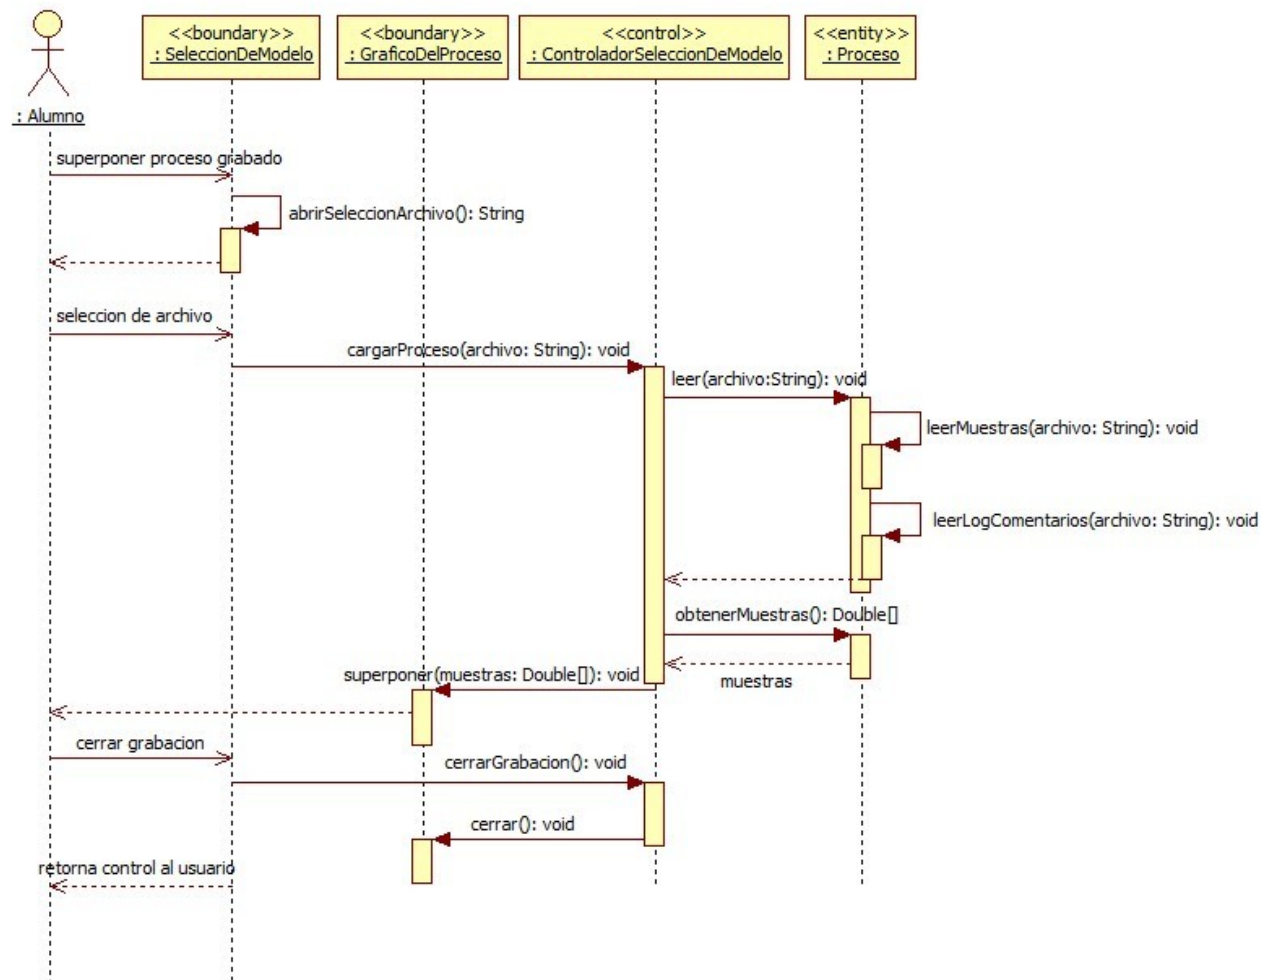 <<boundary>>
: SeleccionDeModelo
<<boundary>>
: GraficoDelProceso
<<control>>
: ControladorSeleccionDeModelo
<<entity>>
: Proceso
: Alumno
superponer proceso grabado
abrirSeleccionArchivo(): String
seleccion de archivo
cargarProceso(archivo: String): void
leer(archivo:String): void
leerMuestras(archivo: String): void
leerLogComentarios(archivo: String): void
obtenerMuestras(): Double[]
superponer(muestras: Double[]): void
muestras
cerrar grabacion
cerrarGrabacion(): void
cerrar(): void
retorna control al usuario